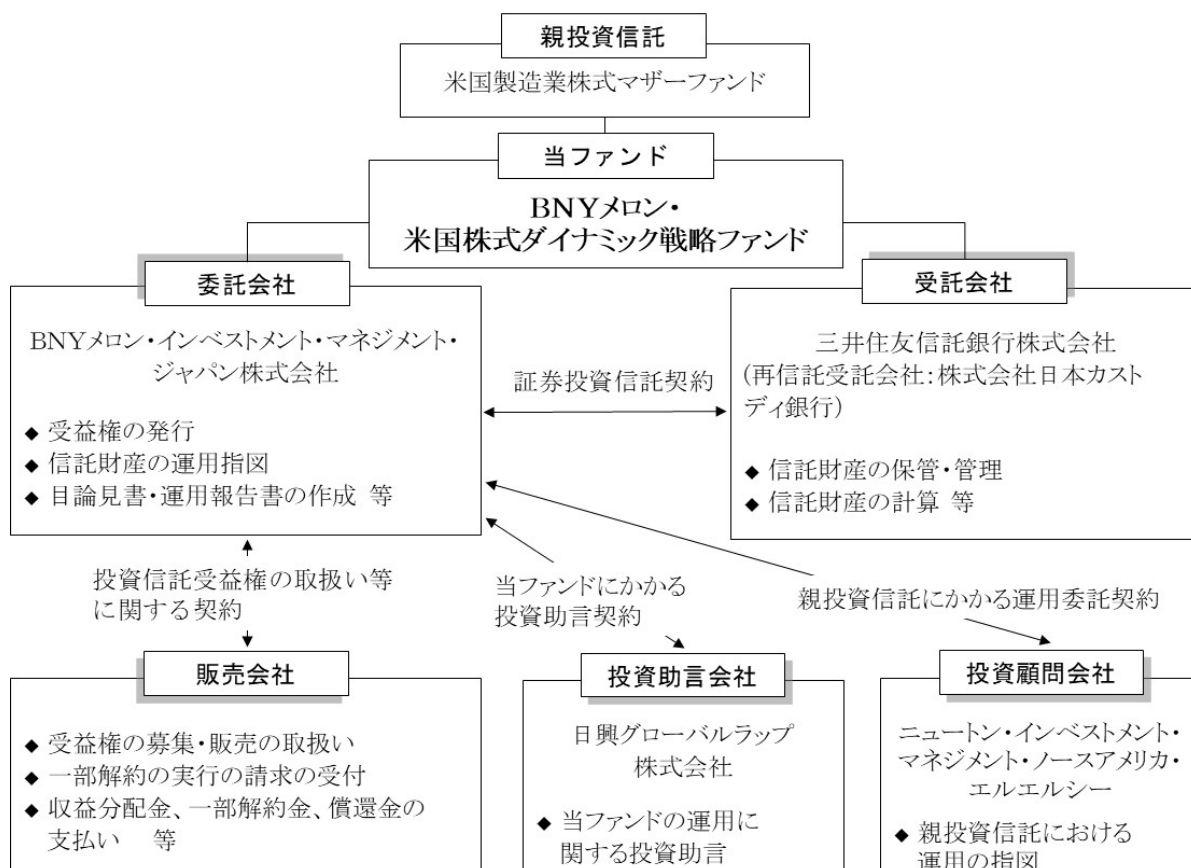 親投資信託
米国製造業株式マザーファンド
当ファンド
BNYメロン・
米国株式ダイナミック戦略ファンド
委託会社
BNYメロン・インベストメント・マネジメント・
ジャパン株式会社
◆ 受益権の発行
◆ 信託財産の運用指図
◆ 目論見書・運用報告書の作成 等
証券投資信託契約
受託会社
三井住友信託銀行株式会社
(再信託受託会社:株式会社日本カスト
ディ銀行)
◆ 信託財産の保管・管理
◆ 信託財産の計算 等
投資信託受益権の取扱い等
に関する契約
当ファンドにかかる
投資助言契約
親投資信託にかかる運用委託契約
販売会社
◆ 受益権の募集・販売の取扱い
◆ 一部解約の実行の請求の受付
◆ 収益分配金、一部解約金、償還金の
支払い 等
投資助言会社
日興グローバルラップ
株式会社
◆ 当ファンドの運用に
関する投資助言
投資顧問会社
ニュートン・インベストメント・
マネジメント・ノースアメリカ・
エルエルシー
◆ 親投資信託における
運用の指図